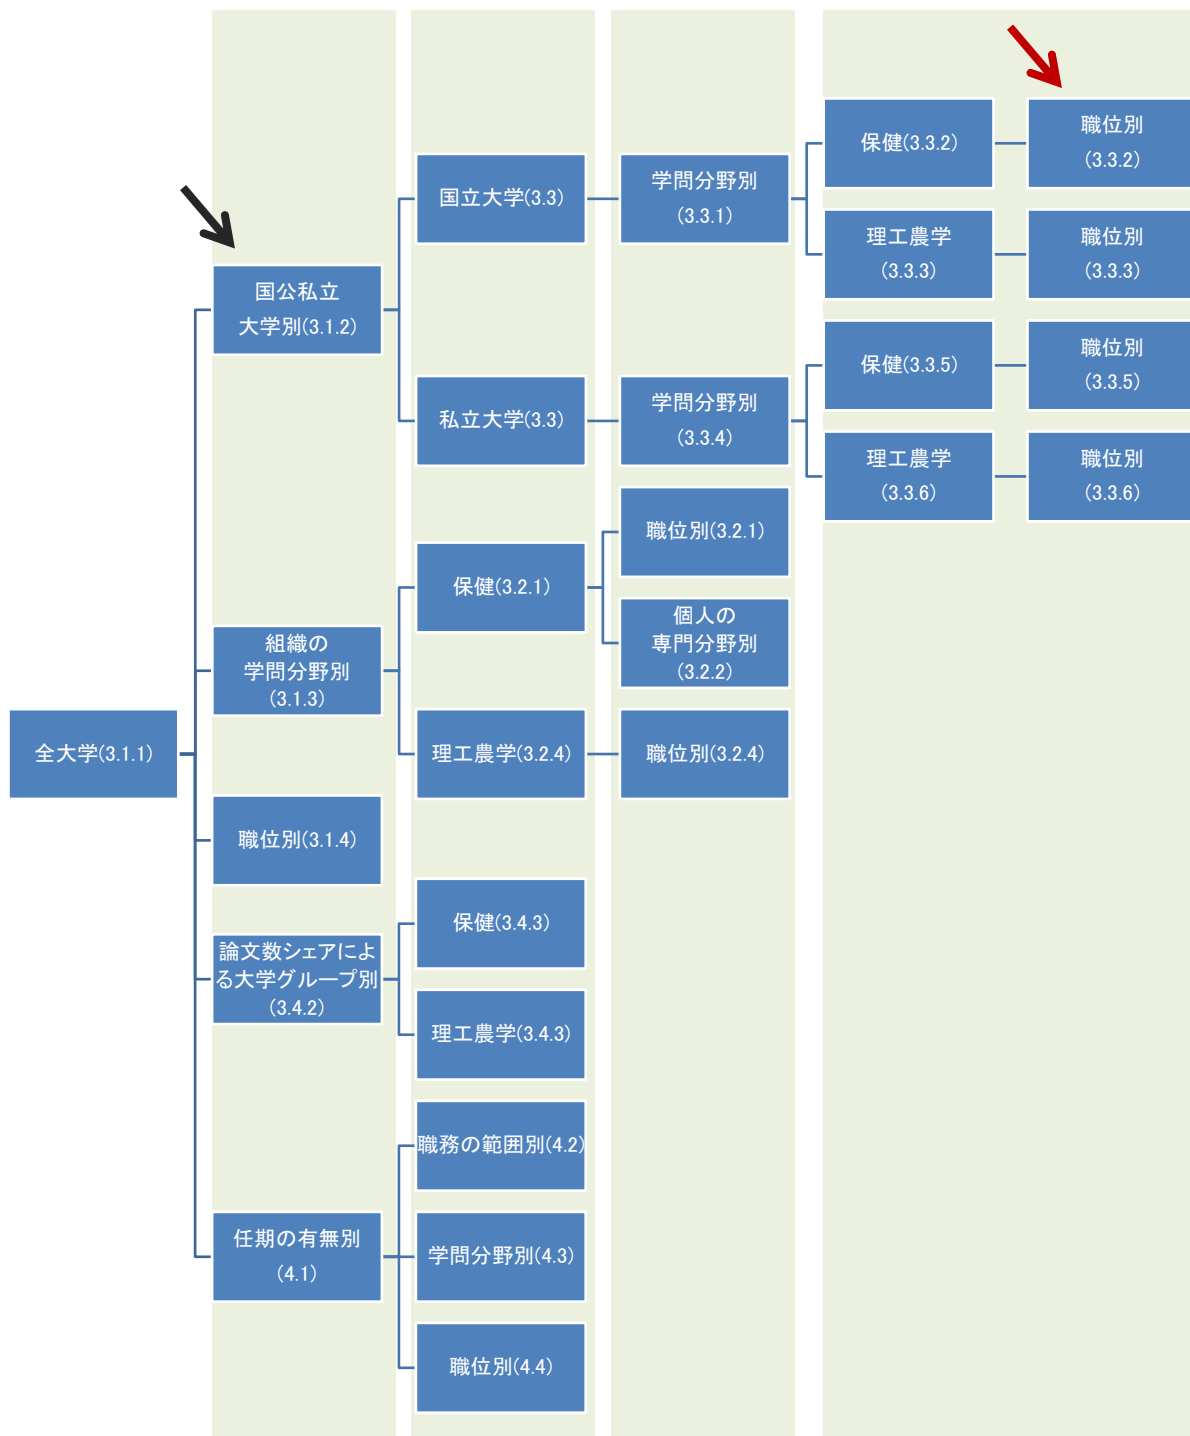 全大学(3.1.1)
国公私立
大学別(3.1.2)
国立大学(3.3)
学問分野別
(3.3.1)
保健(3.3.2)
職位別
(3.3.2)
理工農学
(3.3.3)
職位別
(3.3.3)
私立大学(3.3)
学問分野別
(3.3.4)
保健(3.3.5)
職位別
(3.3.5)
理工農学
(3.3.6)
職位別
(3.3.6)
組織の
学問分野別
(3.1.3)
保健(3.2.1)
職位別(3.2.1)
個人の
専門分野別
(3.2.2)
理工農学(3.2.4)
職位別(3.2.4)
職位別(3.1.4)
論文数シェアによ
る大学グループ別
(3.4.2)
保健(3.4.3)
理工農学(3.4.3)
任期の有無別
(4.1)
職務の範囲別(4.2)
学問分野別(4.3)
職位別(4.4)